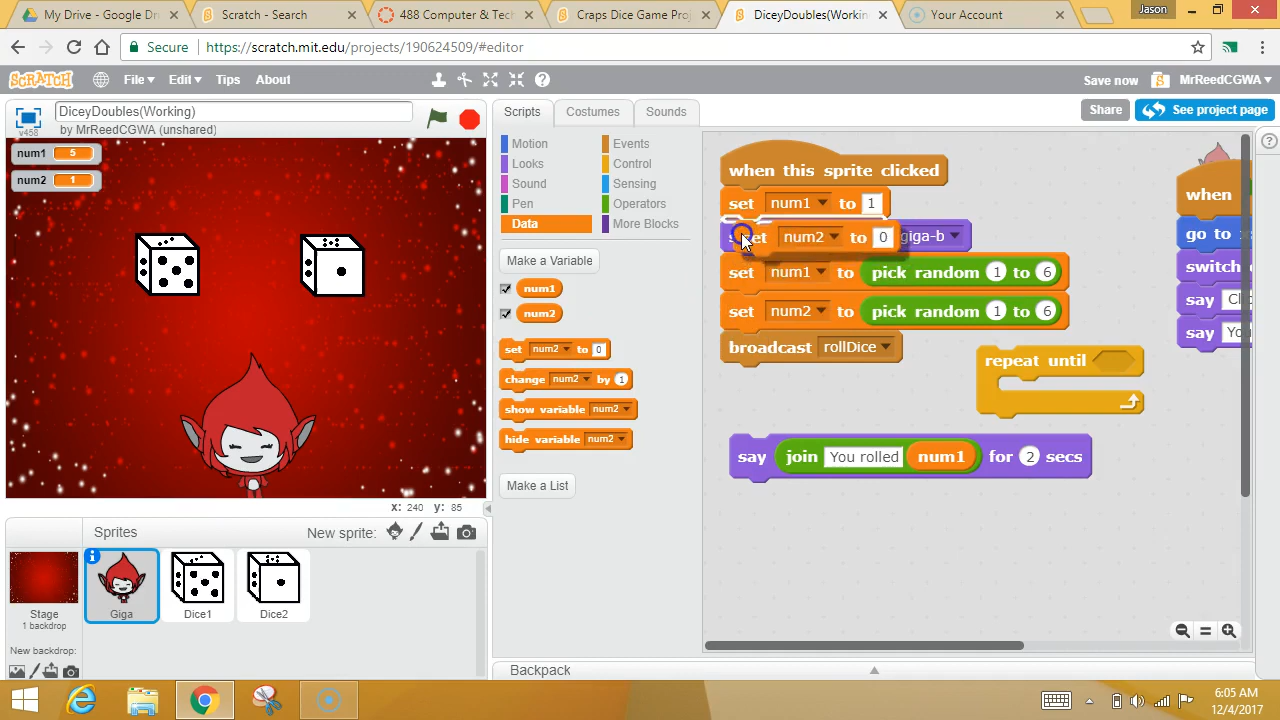 My Drive - Google Dr
Scratch - Search
488 Computer & Tech
Craps Dice Game Proj
DiceyDoubles(Workin
Your Account
Jason
Secure
https://scratch.mit.edu/projects/190624509/#editor
SCRATCH
File
Edit
Tips
About
Save now
MrReedCGWA
v458
DiceyDoubles(Working)
by MrReedCGWA (unshared)
Scripts
Costumes
Sounds
Share
See project page
num1 5
num2 1
Motion
Looks
Sound
Pen
Data
Events
Control
Sensing
Operators
More Blocks
Make a Variable
num1
num2
set num2 to 0
change num2 by 1
show variable num2
hide variable num2
Make a List
when this sprite clicked
set num1 to 1
set num2 to 0
giga-b
set num1 to pick random 1 to 6
set num2 to pick random 1 to 6
broadcast rollDice
repeat until
say join You rolled num1 for 2 secs
when
go to
switch
say
say
x: 240 y: 85
Sprites
New sprite:
Stage
1 backdrop
New backdrop:
Giga
Dice1
Dice2
Backpack
6:05 AM
12/4/2017